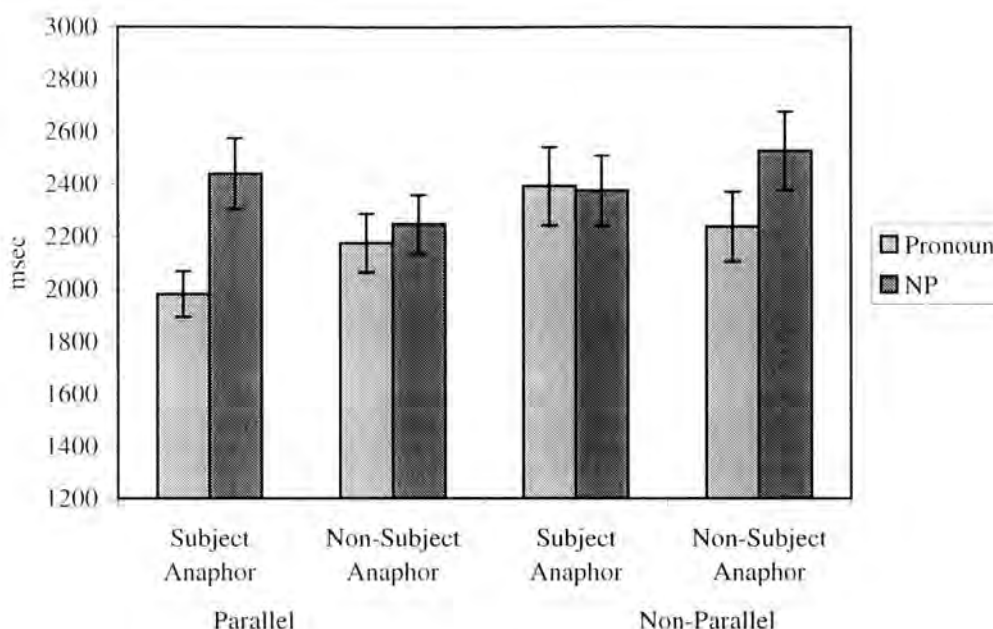 3000
2800
2600
2400
2200
2000
1800
1600
1400
1200
msec
Subject Anaphor
Non-Subject Anaphor
Subject Anaphor
Non-Subject Anaphor
Parallel
Non-Parallel
Pronoun
NP